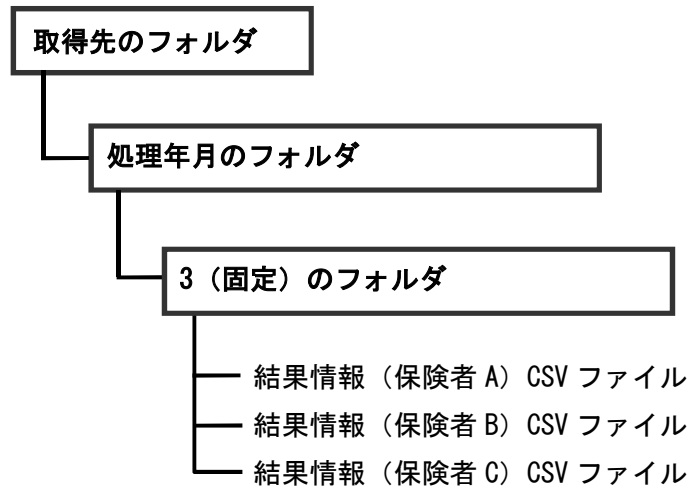 取得先のフォルダ
処理年月のフォルダ
3（固定）のフォルダ
結果情報（保険者 A）CSV ファイル
結果情報（保険者 B）CSV ファイル
結果情報（保険者 C）CSV ファイル